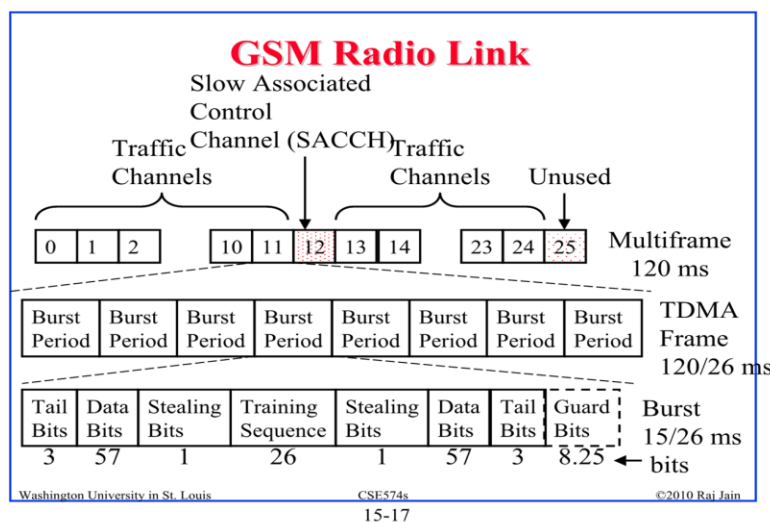 GSM Radio Link
Slow Associated
Control
Channel (SACCH)
Traffic
Channels
Traffic
Channels
Unused
0 1 2 10 11 12 13 14 23 24 25
Multiframe
120 ms
Burst Burst Burst Burst Burst Burst Burst Burst
Period Period Period Period Period Period Period Period
TDMA
Frame
120/26 ms
Tail Data Stealing Training Stealing Data Tail Guard
Bits Bits Bits Sequence Bits Bits Bits Bits
3 57 1 26 1 57 3 8.25
Burst
15/26 ms
bits
Washington University in St. Louis CSE574s ©2010 Raj Jain
15-17